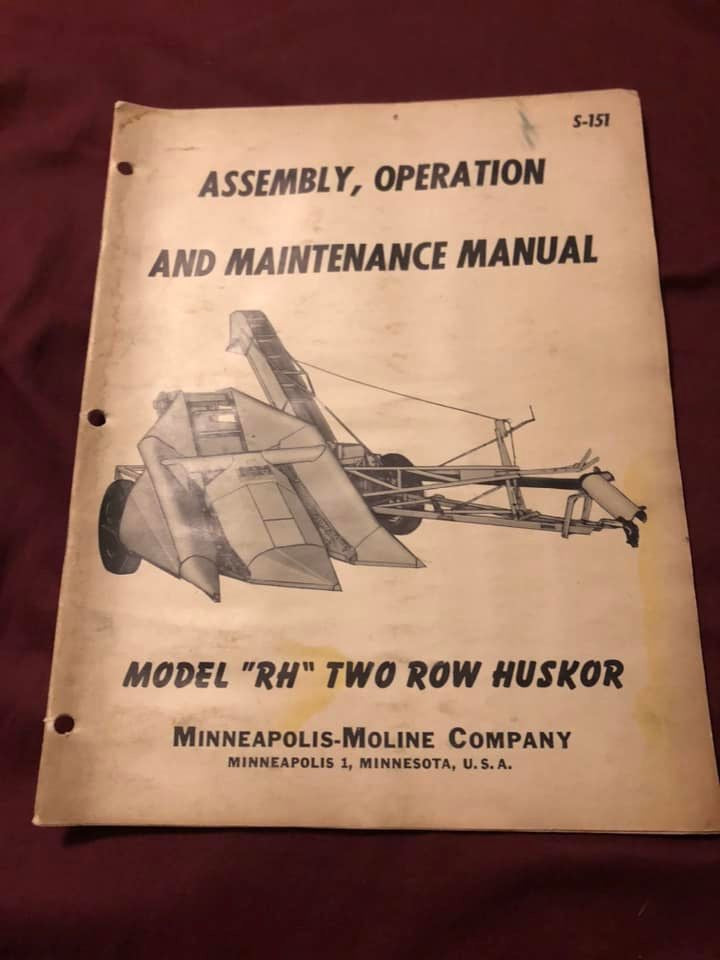 S-151
ASSEMBLY, OPERATION
AND MAINTENANCE MANUAL
MODEL "RH" TWO ROW HUSKOR
MINNEAPOLIS-MOLINE COMPANY
MINNEAPOLIS 1, MINNESOTA, U. S. A.